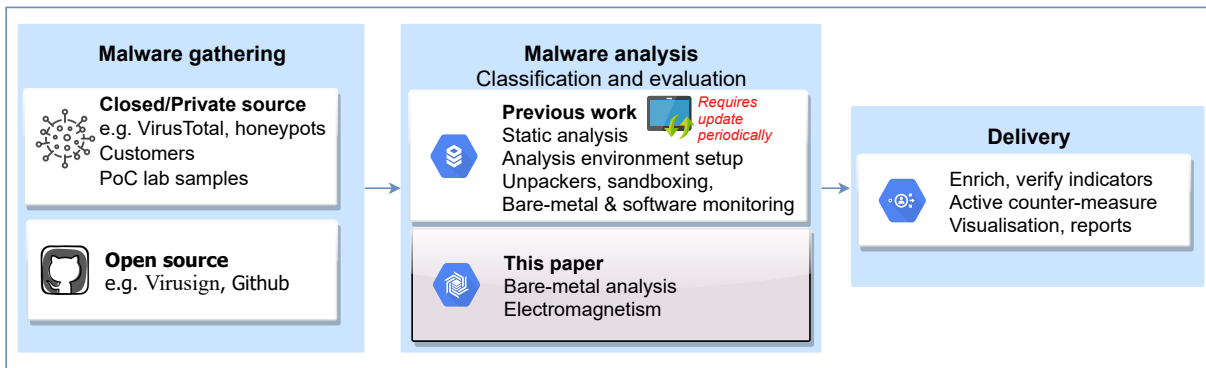 Malware gathering
Closed/Private source
e.g. VirusTotal, honeypots
Customers
PoC lab samples
Open source
e.g. Virusign, Github
Malware analysis
Classification and evaluation
Previous work
Requires
update
periodically
Static analysis
Analysis environment setup
Unpackers, sandboxing,
Bare-metal & software monitoring
This paper
Bare-metal analysis
Electromagnetism
Delivery
Enrich, verify indicators
Active counter-measure
Visualisation, reports